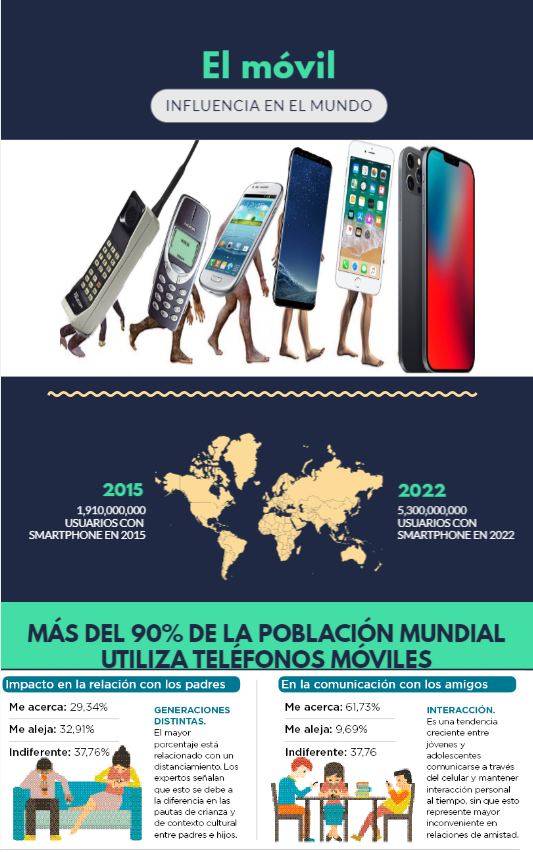 El móvil
INFLUENCIA EN EL MUNDO
2015
1,910,000,000
USUARIOS CON
SMARTPHONE EN 2015
2022
5,300,000,000
USUARIOS CON
SMARTPHONE EN 2022
MÁS DEL 90% DE LA POBLACIÓN MUNDIAL
UTILIZA TELÉFONOS MÓVILES
Impacto en la relación con los padres
Me acerca: 29,34%
Me aleja: 32,91%
Indiferente: 37,76%
GENERACIONES
DISTINTAS.
El mayor
porcentaje está
relacionado con un
distanciamiento. Los
expertos señalan
que esto se debe a
la diferencia en las
pautas de crianza y
de contexto cultural
entre padres e hijos.
En la comunicación con los amigos
Me acerca: 61,73%
Me aleja: 9,69%
Indiferente: 37,76
INTERACCIÓN.
Es una tendencia
creciente entre
jóvenes y
adolescentes
comunicarse a través
del celular y mantener
interacción personal
al tiempo, sin que esto
represente mayor
inconveniente en
relaciones de amistad.